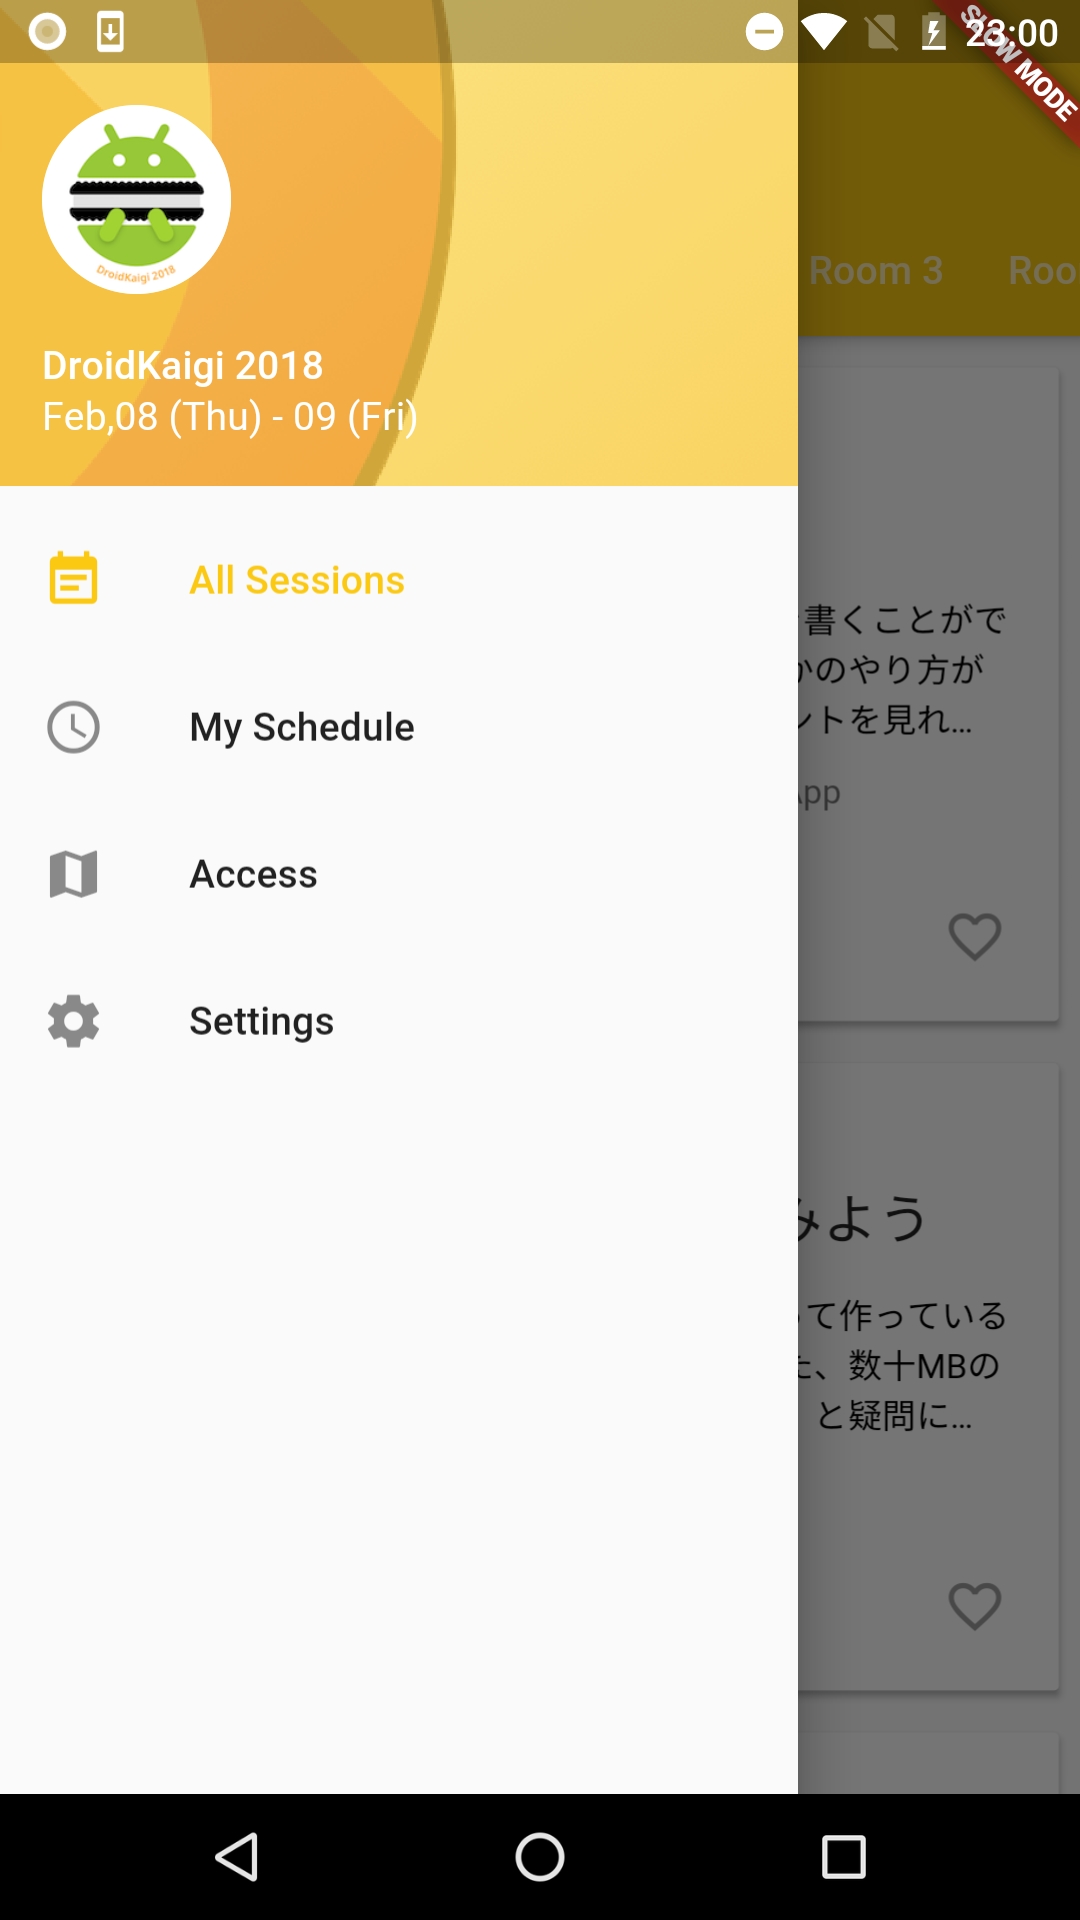 23:00
SLOW MODE
DroidKaigi 2018
DroidKaigi 2018
Feb,08 (Thu) - 09 (Fri)
Room 3
Roo
All Sessions
My Schedule
Access
Settings
書くことがで
かのやり方が
ントを見れ...
App
みよう
て作っている
た、数十MBの
と疑問に...